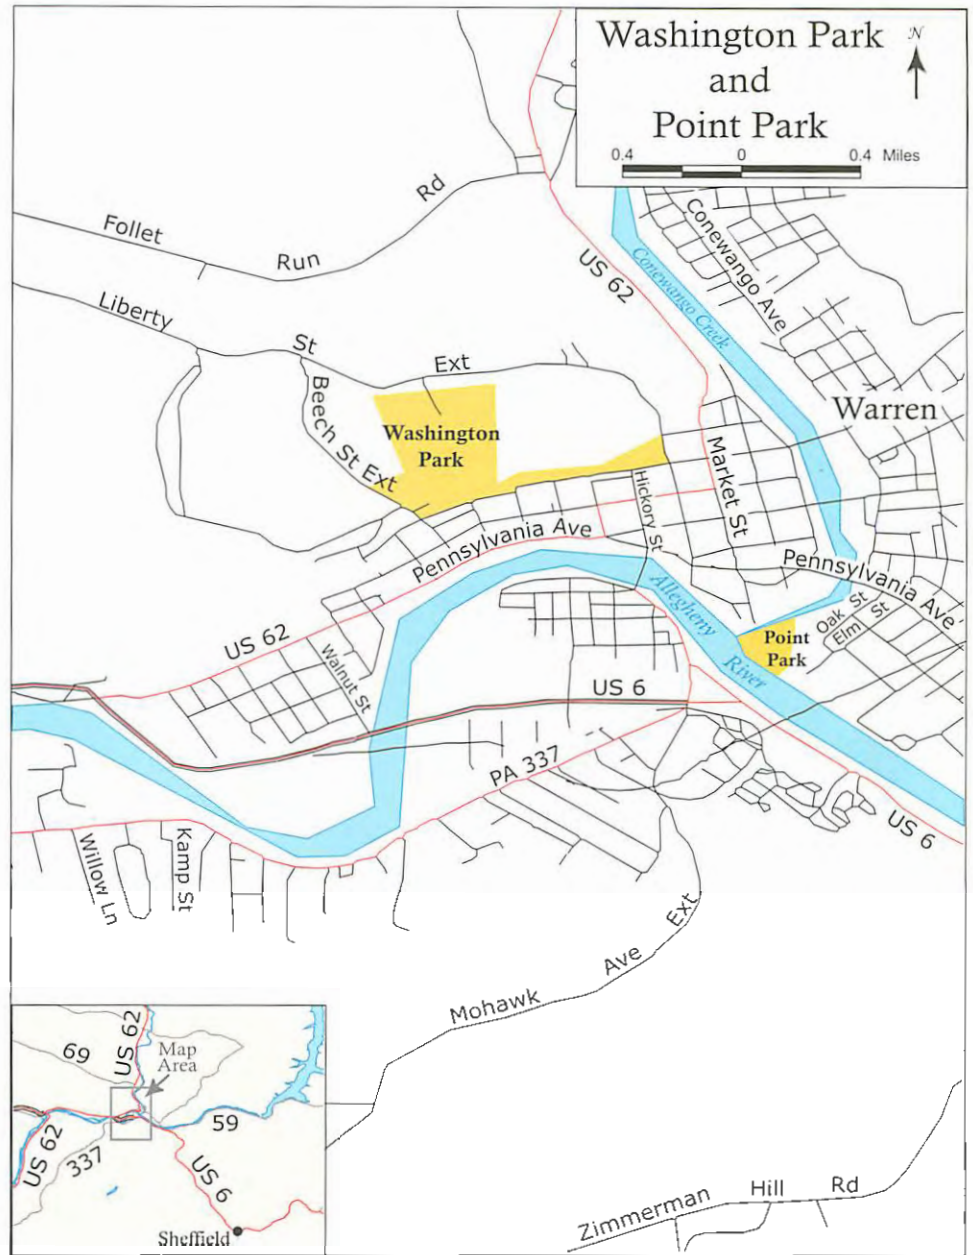 Washington Park
and
Point Park
N
0.4 0 0.4 Miles
Follet Run Rd
Liberty St Ext
Beech St Ext
US 62
Conewango Creek
Conewango Ave
Warren
Washington
Park
Market St
Hickory St
Pennsylvania Ave
Pennsylvania Ave
Allegheny River
Oak St
Elm St
Point
Park
US 62
Walnut St
US 6
PA 337
US 6
Willow Ln
Kamp St
Mohawk Ave Ext
Zimmerman Hill Rd
US 62
69
Map
Area
59
US 62
337
US 6
Sheffield